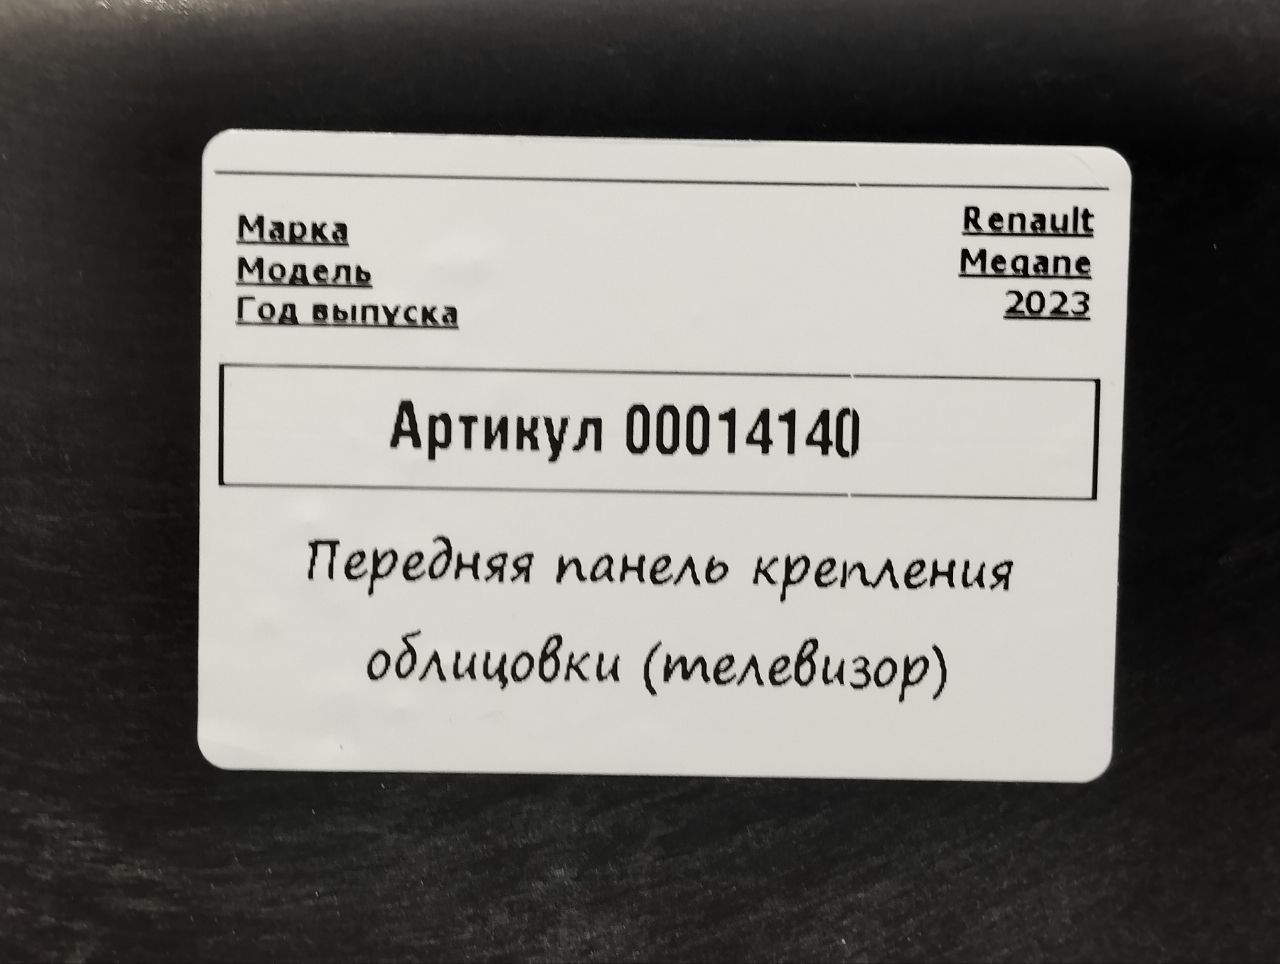 Марка Renault
Модель Megane
Год выпуска 2023
Артикул 00014140
Передняя панель крепления
облицовки (телевизор)